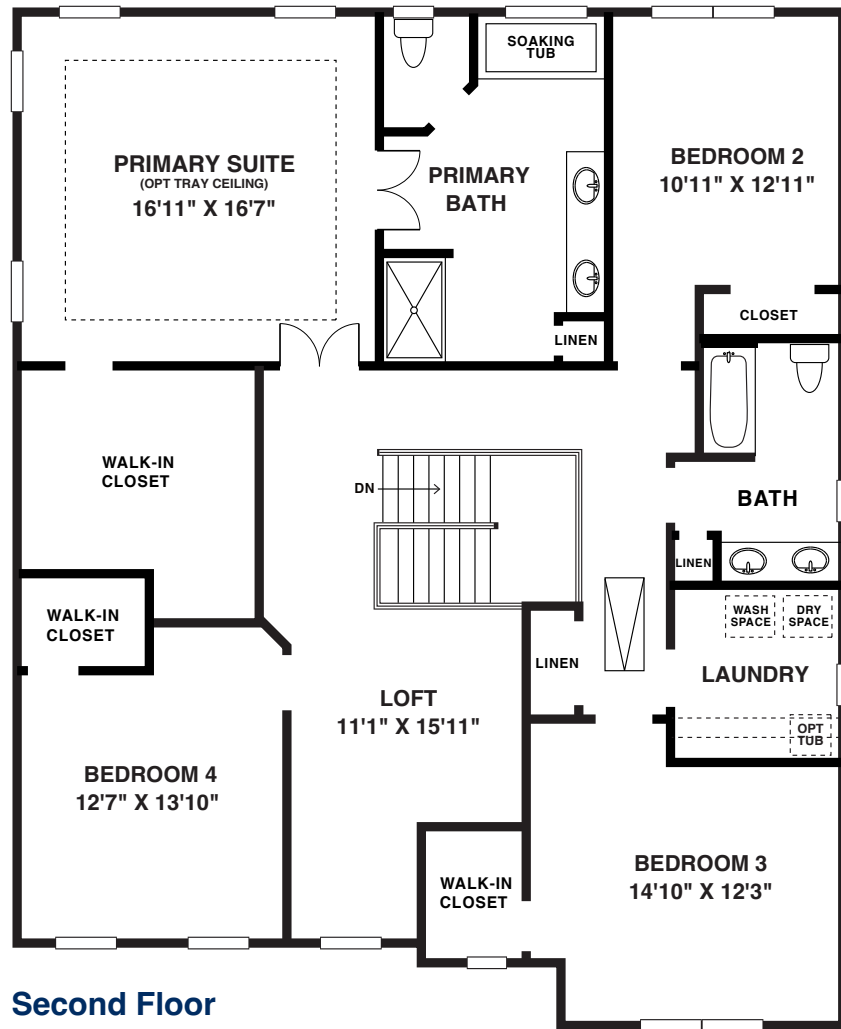 SOAKING
TUB
PRIMARY SUITE
(OPT TRAY CEILING)
16'11" X 16'7"
PRIMARY
BATH
BEDROOM 2
10'11" X 12'11"
CLOSET
LINEN
WALK-IN
CLOSET
DN
BATH
LINEN
WALK-IN
CLOSET
WASH
SPACE
DRY
SPACE
LINEN
LAUNDRY
LOFT
11'1" X 15'11"
OPT
TUB
BEDROOM 4
12'7" X 13'10"
WALK-IN
CLOSET
BEDROOM 3
14'10" X 12'3"
Second Floor